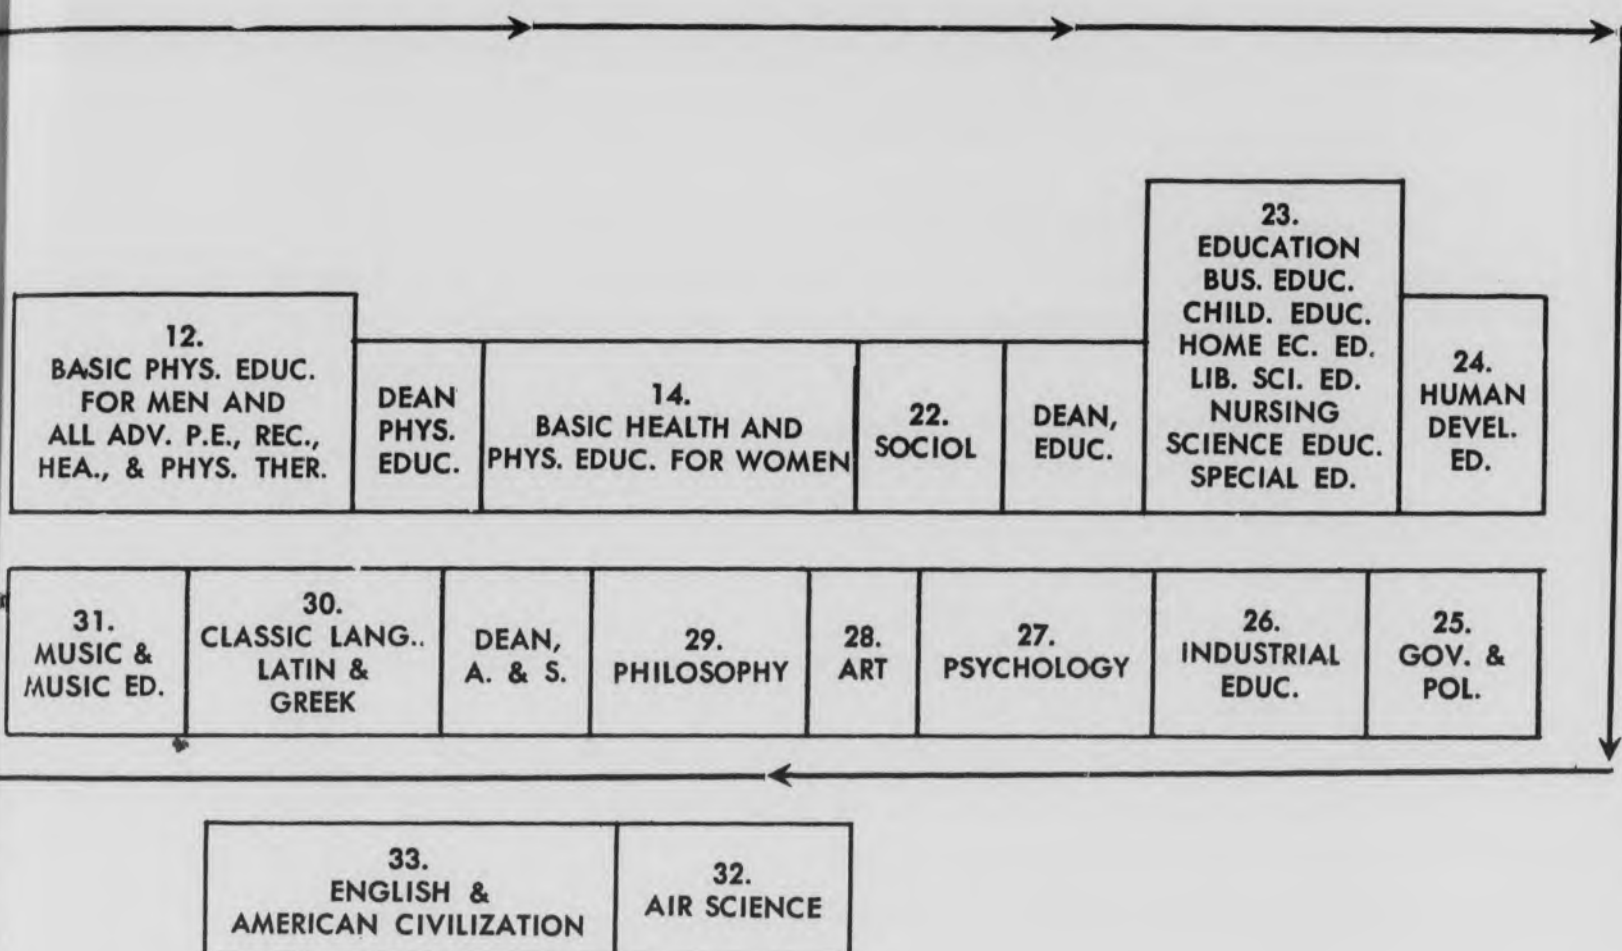 12.
BASIC PHYS. EDUC.
FOR MEN AND
ALL ADV. P.E., REC.,
HEA., & PHYS. THER.
DEAN
PHYS.
EDUC.
14.
BASIC HEALTH AND
PHYS. EDUC. FOR WOMEN
22.
SOCIOL
DEAN,
EDUC.
23.
EDUCATION
BUS. EDUC.
CHILD. EDUC.
HOME EC. ED.
LIB. SCI. ED.
NURSING
SCIENCE EDUC.
SPECIAL ED.
24.
HUMAN
DEVEL.
ED.
31.
MUSIC &
MUSIC ED.
30.
CLASSIC LANG..
LATIN &
GREEK
DEAN,
A. & S.
29.
PHILOSOPHY
28.
ART
27.
PSYCHOLOGY
26.
INDUSTRIAL
EDUC.
25.
GOV. &
POL.
33.
ENGLISH &
AMERICAN CIVILIZATION
32.
AIR SCIENCE